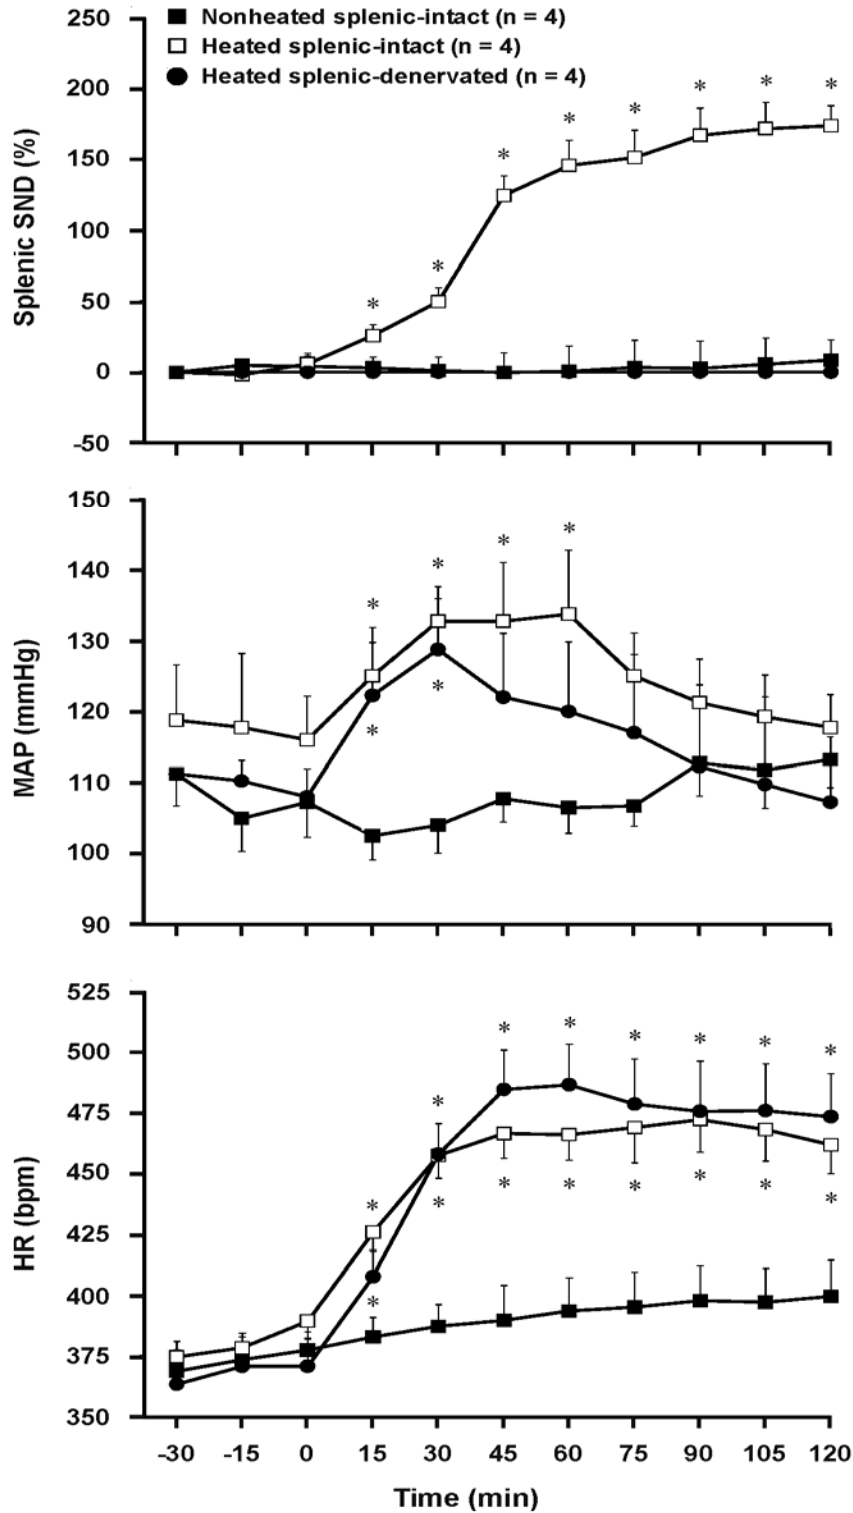 Nonheated splenic-intact (n = 4)
Heated splenic-intact (n = 4)
Heated splenic-denervated (n = 4)
Splenic SND (%)
250
200
150
100
50
0
-50
* * * * * * * *
MAP (mmHg)
150
140
130
120
110
100
90
* * * *
* *
HR (bpm)
525
500
475
450
425
400
375
350
* * * * * * * *
* * * * * * * *
-30 -15 0 15 30 45 60 75 90 105 120
Time (min)